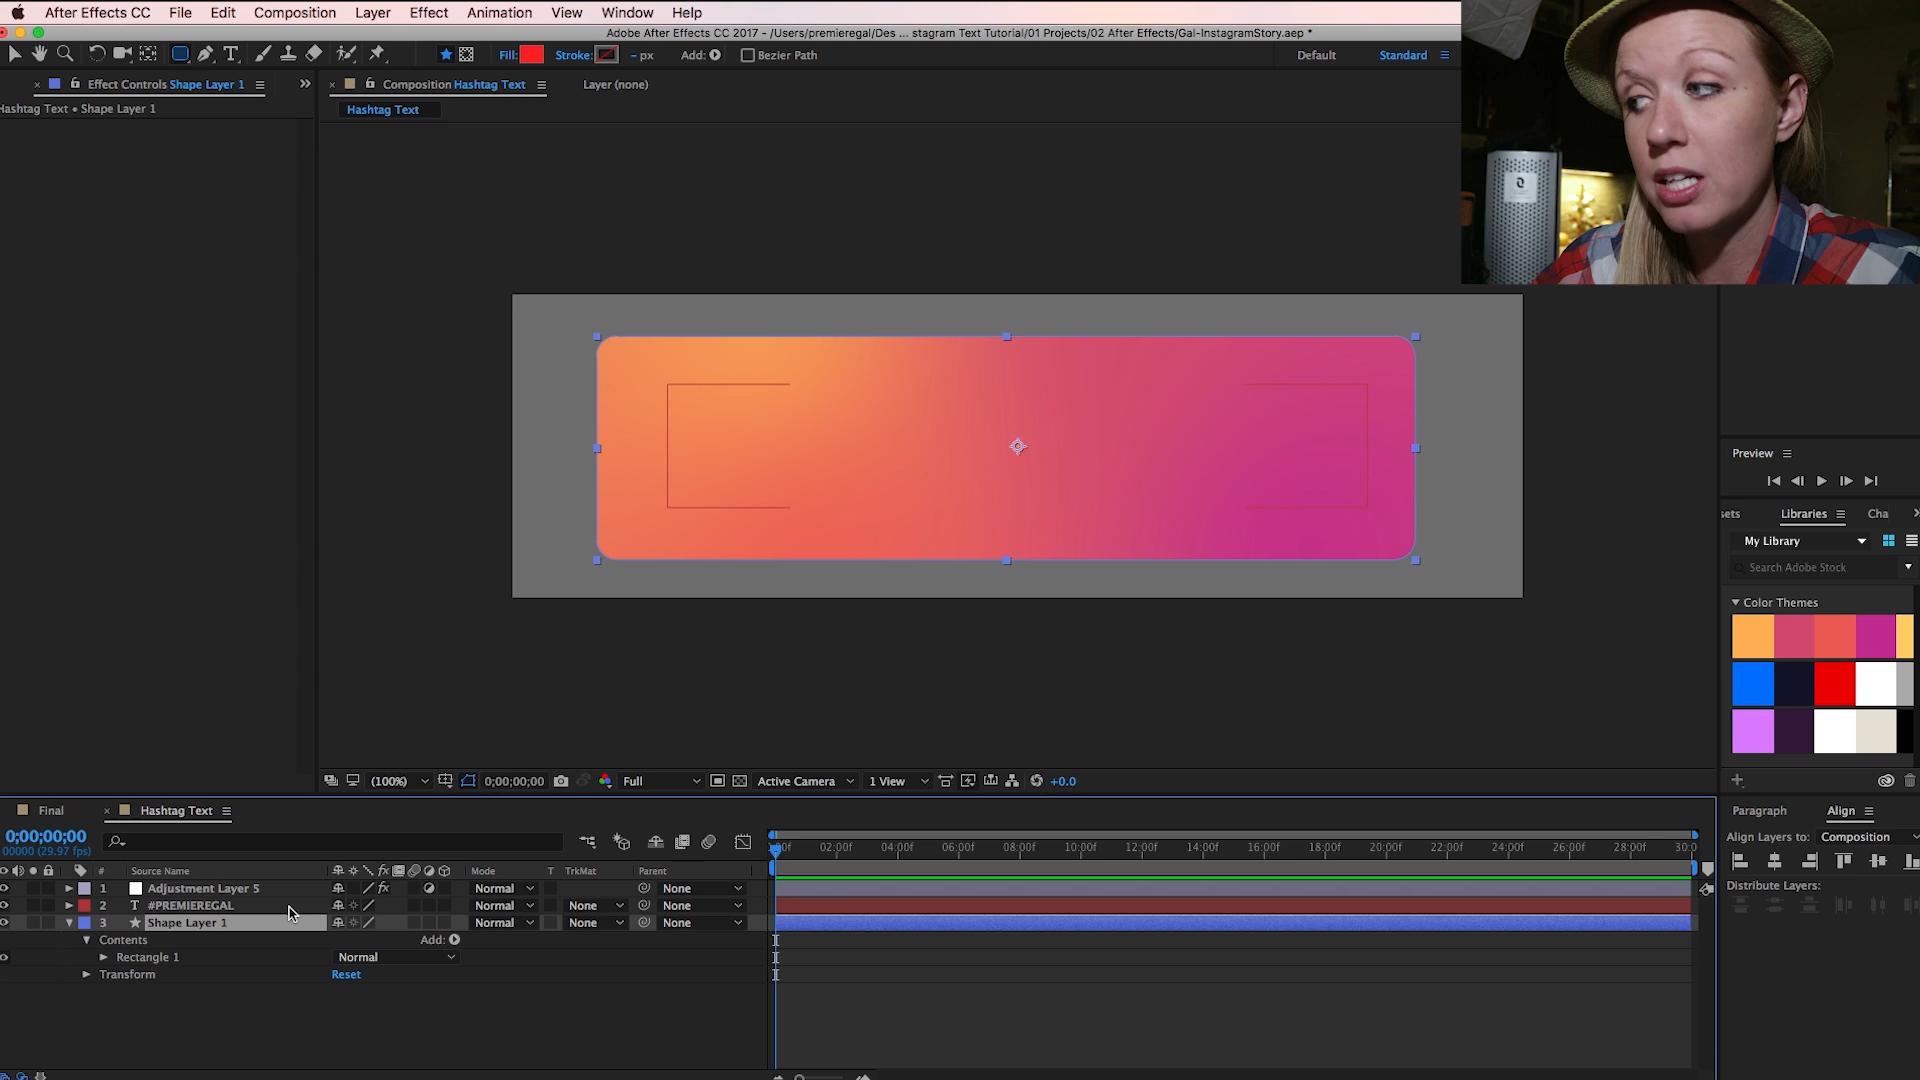 After Effects CC File Edit Composition Layer Effect Animation View Window Help
Adobe After Effects CC 2017 - /Users/premieregal/Des ... stagram Text Tutorial/01 Projects/02 After Effects/Gal-InstagramStory.aep *
Fill: Stroke: - px Add: Bezier Path Default Standard
Effect Controls Shape Layer 1 Composition Hashtag Text Layer (none)
Hashtag Text • Shape Layer 1 Hashtag Text
Preview
sets Libraries Cha
My Library
Search Adobe Stock
Color Themes
(100%) 0;00;00;00 Full Active Camera 1 View +0.0
Final Hashtag Text Paragraph Align
0;00;00;00 Align Layers to: Composition
00000 (29.97 fps) :00f 02:00f 04:00f 06:00f 08:00f 10:00f 12:00f 14:00f 16:00f 18:00f 20:00f 22:00f 24:00f 26:00f 28:00f 30:0
# Source Name fx Mode T TrkMat Parent
1 Adjustment Layer 5 fx Normal None
Distribute Layers:
2 T #PREMIEREGAL Normal None None
3 Shape Layer 1 Normal None None
Contents Add:
Rectangle 1 Normal
Transform Reset